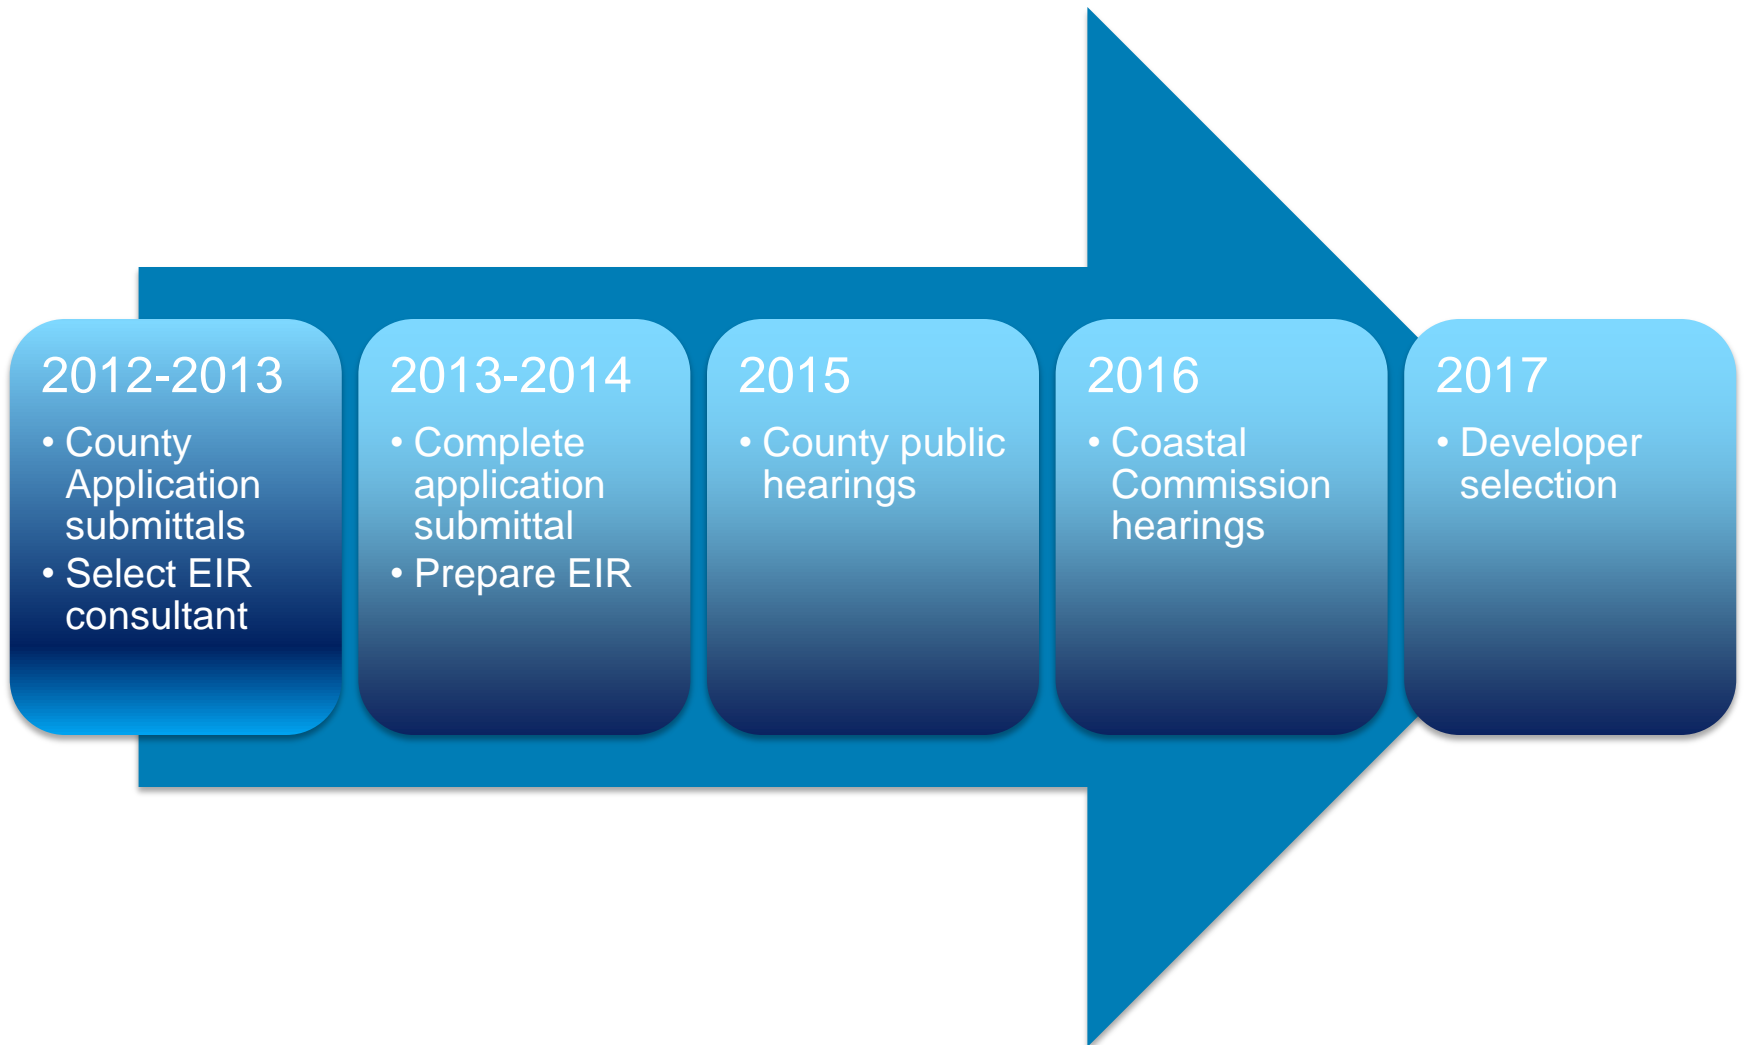 2012-2013
• County
Application
submittals
• Select EIR
consultant
2013-2014
• Complete
application
submittal
• Prepare EIR
2015
• County public
hearings
2016
• Coastal
Commission
hearings
2017
• Developer
selection